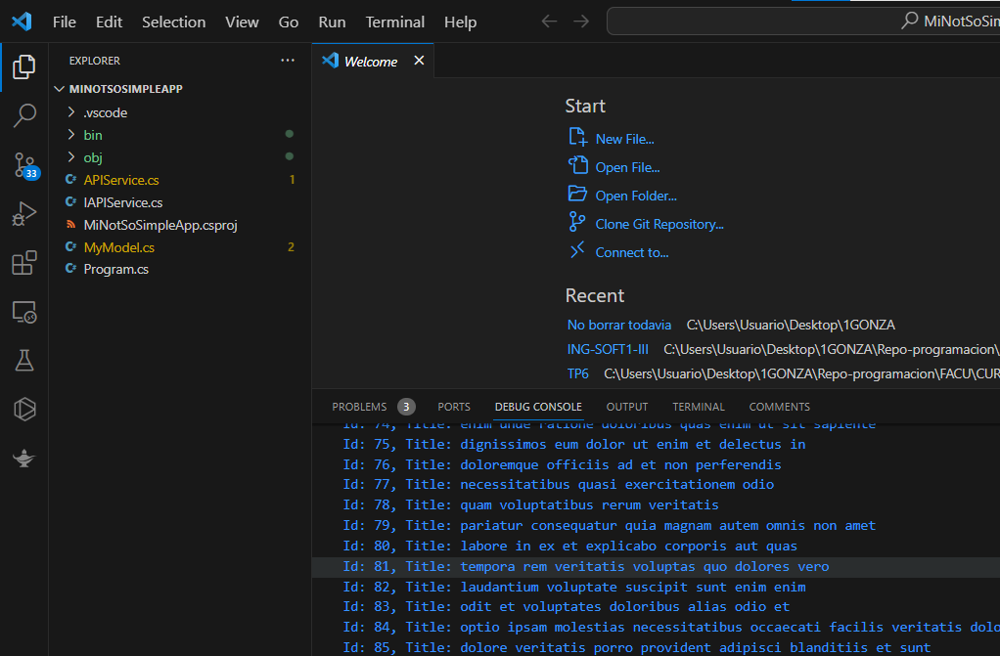 File Edit Selection View Go Run Terminal Help MiNotSoSim
EXPLORER
MINOTSOSIMPLEAPP
.vscode
bin
obj
APIService.cs 1
IAPIService.cs
MiNotSoSimpleApp.csproj
MyModel.cs 2
Program.cs
33
Welcome
Start
New File...
Open File...
Open Folder...
Clone Git Repository...
Connect to...
Recent
No borrar todavia C:\Users\Usuario\Desktop\1GONZA
ING-SOFT1-III C:\Users\Usuario\Desktop\1GONZA\Repo-programacion\
TP6 C:\Users\Usuario\Desktop\1GONZA\Repo-programacion\FACU\CUR
PROBLEMS 3 PORTS DEBUG CONSOLE OUTPUT TERMINAL COMMENTS
Id: 74, Title: enim unde ratione doloribus quas enim ut sit sapiente
Id: 75, Title: dignissimos eum dolor ut enim et delectus in
Id: 76, Title: doloremque officiis ad et non perferendis
Id: 77, Title: necessitatibus quasi exercitationem odio
Id: 78, Title: quam voluptatibus rerum veritatis
Id: 79, Title: pariatur consequatur quia magnam autem omnis non amet
Id: 80, Title: labore in ex et explicabo corporis aut quas
Id: 81, Title: tempora rem veritatis voluptas quo dolores vero
Id: 82, Title: laudantium voluptate suscipit sunt enim enim
Id: 83, Title: odit et voluptates doloribus alias odio et
Id: 84, Title: optio ipsam molestias necessitatibus occaecati facilis veritatis dolo
Id: 85, Title: dolore veritatis porro provident adipisci blanditiis et sunt